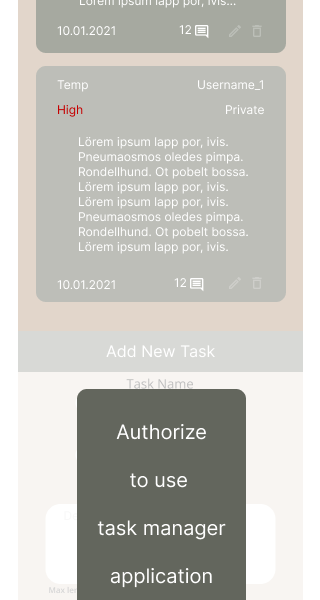 Lorem ipsum lapp por, ivis...
10.01.2021 12
Temp Username_1
High Private
Lörem ipsum lapp por, ivis.
Pneumaosmos oledes pimpa.
Rondellhund. Ot pobelt bossa.
Lörem ipsum lapp por, ivis.
Lörem ipsum lapp por, ivis.
Pneumaosmos oledes pimpa.
Rondellhund. Ot pobelt bossa.
Lörem ipsum lapp por, ivis.
10.01.2021 12
Add New Task
Task Name
Authorize
to use
task manager
application
Max